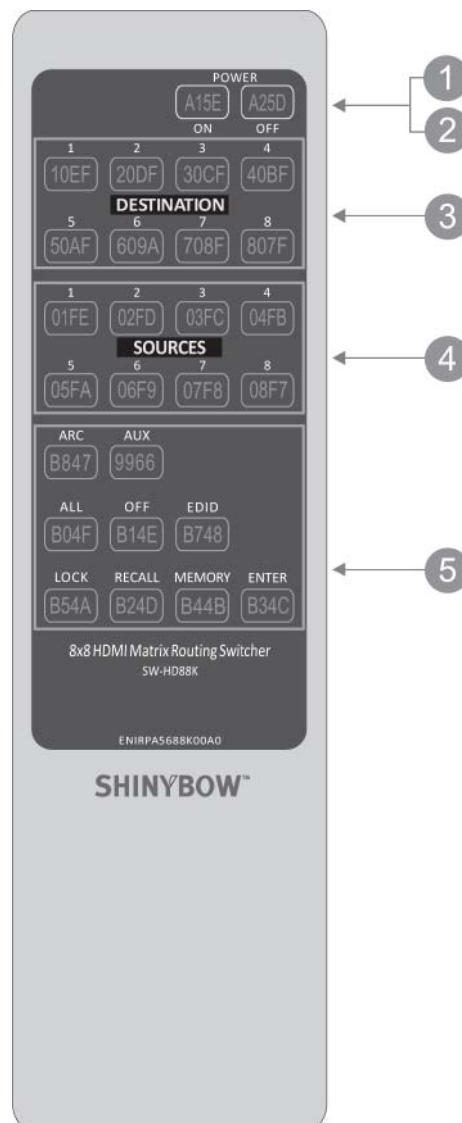 POWER
A15E A25D
ON OFF
1 2 3 4
10EF 20DF 30CF 40BF
DESTINATION
5 6 7 8
50AF 609A 708F 807F
1 2 3 4
01FE 02FD 03FC 04FB
SOURCES
5 6 7 8
05FA 06F9 07F8 08F7
ARC AUX
B847 9966
ALL OFF EDID
B04F B14E B748
LOCK RECALL MEMORY ENTER
B54A B24D B44B B34C
8x8 HDMI Matrix Routing Switcher
SW-HD88K
ENIRPA5688K00A0
SHINYBOW™
1
2
3
4
5